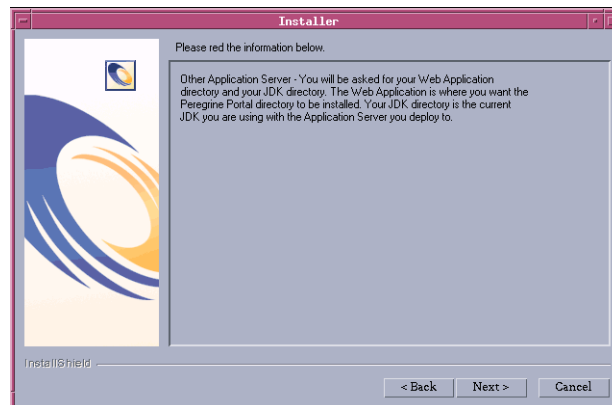 Installer
Please red the information below.
Other Application Server - You will be asked for your Web Application
directory and your JDK directory. The Web Application is where you want the
Peregrine Portal directory to be installed. Your JDK directory is the current
JDK you are using with the Application Server you deploy to.
InstallShield
< Back
Next >
Cancel